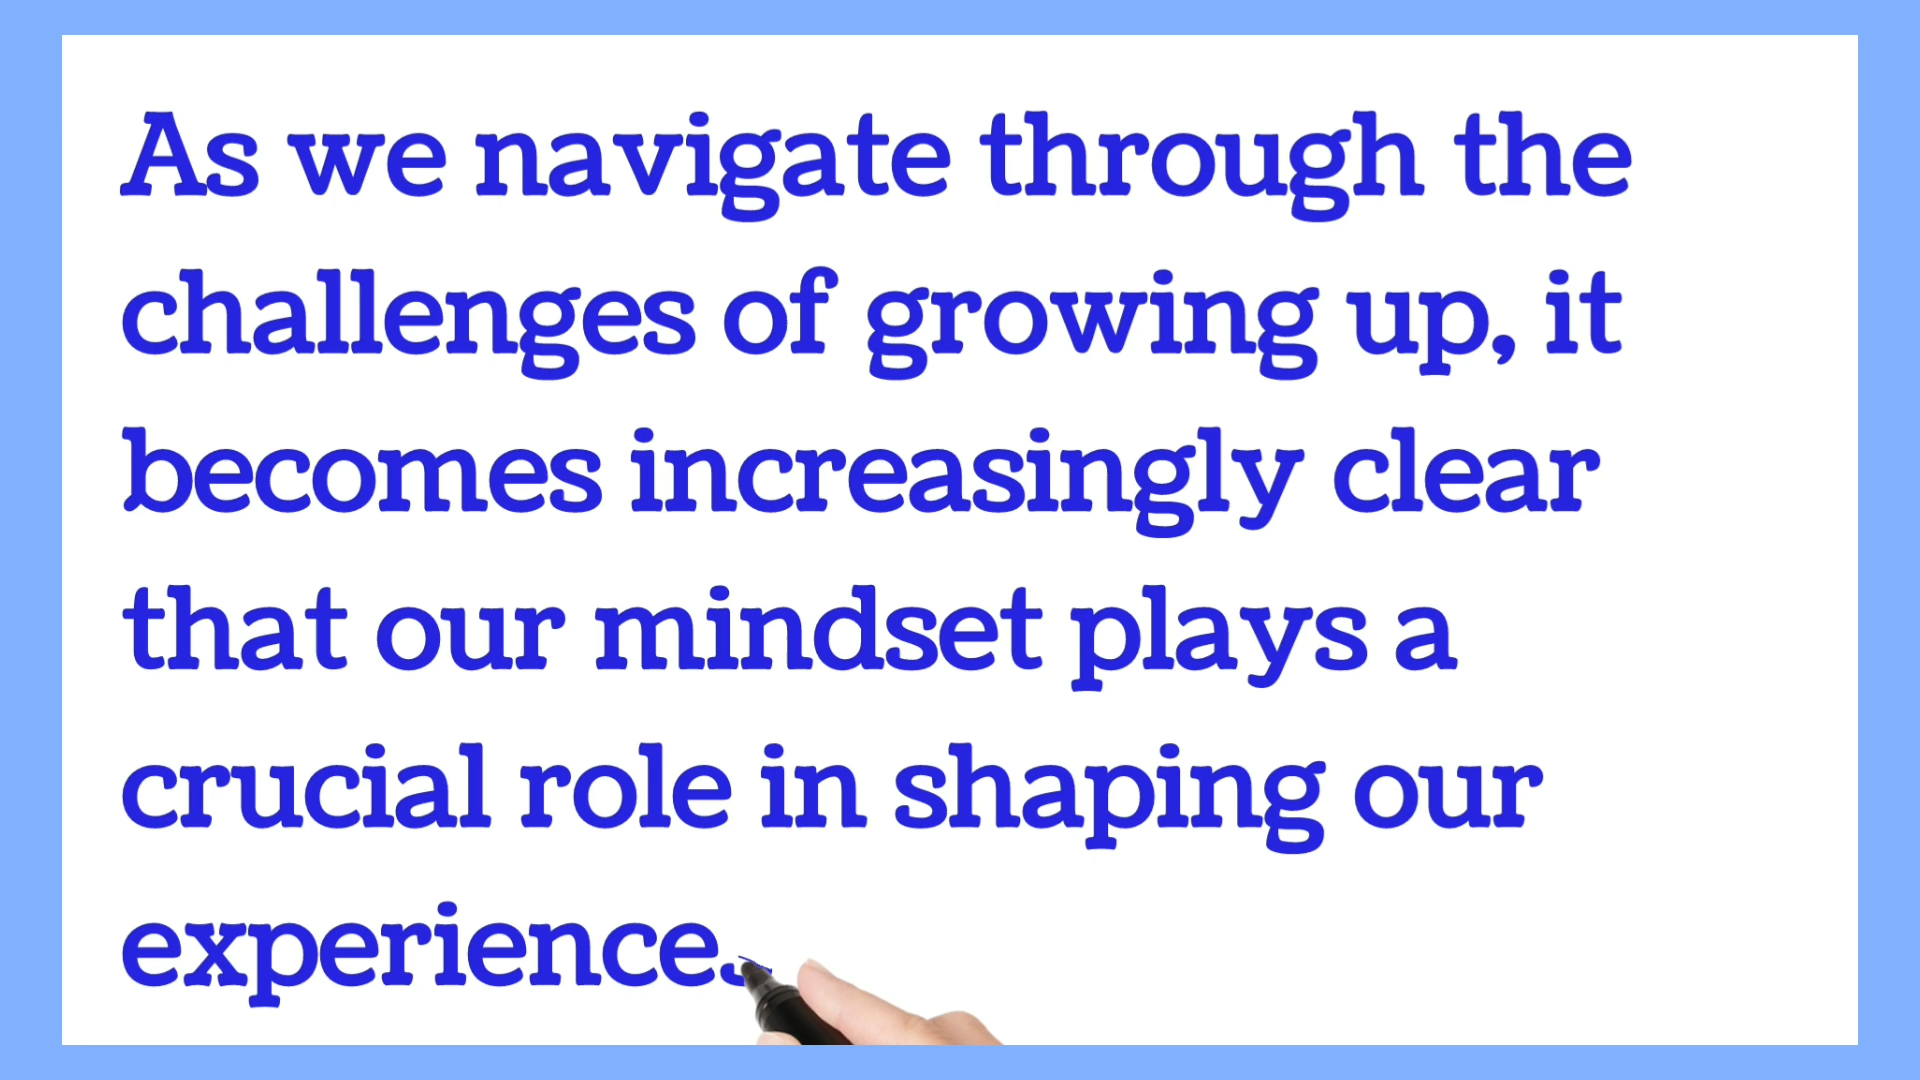 As we navigate through the
challenges of growing up, it
becomes increasingly clear
that our mindset plays a
crucial role in shaping our
experiences